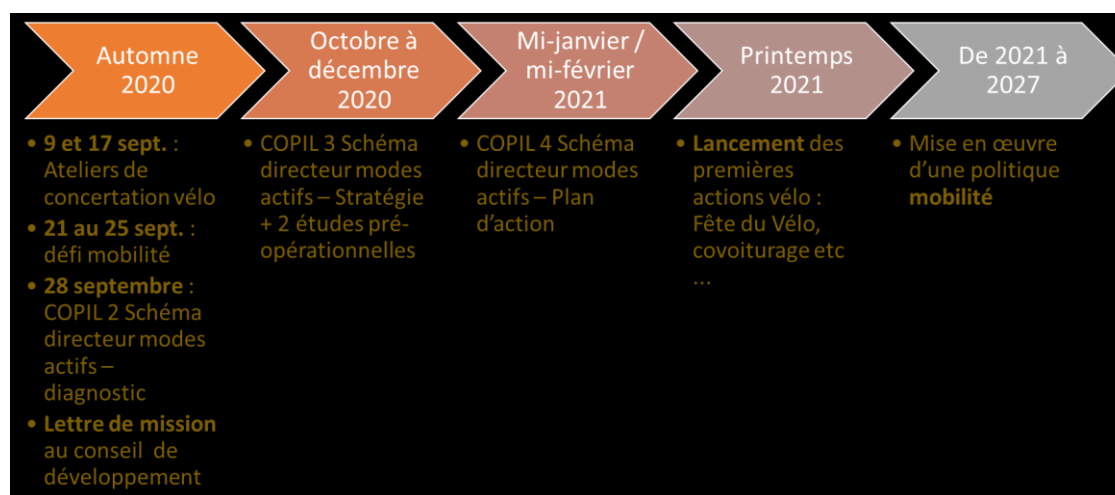 Automne
2020
• 9 et 17 sept. :
Ateliers de
concertation vélo
• 21 au 25 sept. :
défi mobilité
• 28 septembre :
COPIL 2 Schéma
directeur modes
actifs –
diagnostic
• Lettre de mission
au conseil de
développement
Octobre à
décembre
2020
• COPIL 3 Schéma
directeur modes
actifs – Stratégie
+ 2 études pré-
opérationnelles
Mi-janvier /
mi-février
2021
• COPIL 4 Schéma
directeur modes
actifs – Plan
d’action
Printemps
2021
• Lancement des
premières
actions vélo :
Fête du Vélo,
covoiturage etc
...
De 2021 à
2027
• Mise en œuvre
d’une politique
mobilité